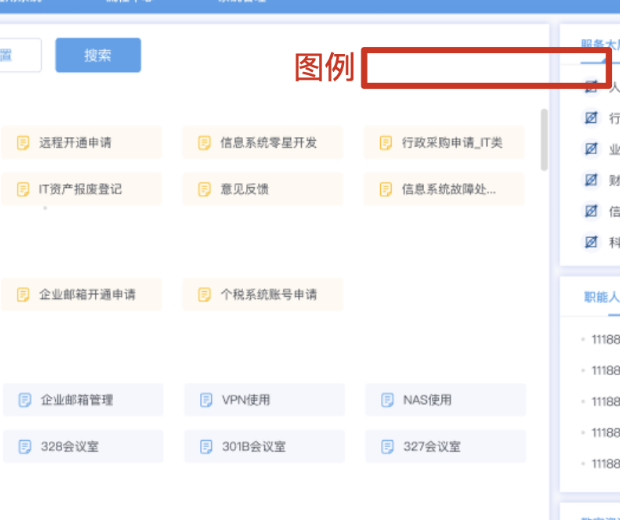 置 搜索 图例 服务大
人
远程开通申请 信息系统零星开发 行政采购申请_IT类 行
业
IT资产报废登记 意见反馈 信息系统故障处... 财
信
科
企业邮箱开通申请 个税系统账号申请 职能人
11188
11188
企业邮箱管理 VPN使用 NAS使用 11188
11188
328会议室 301B会议室 327会议室 11188